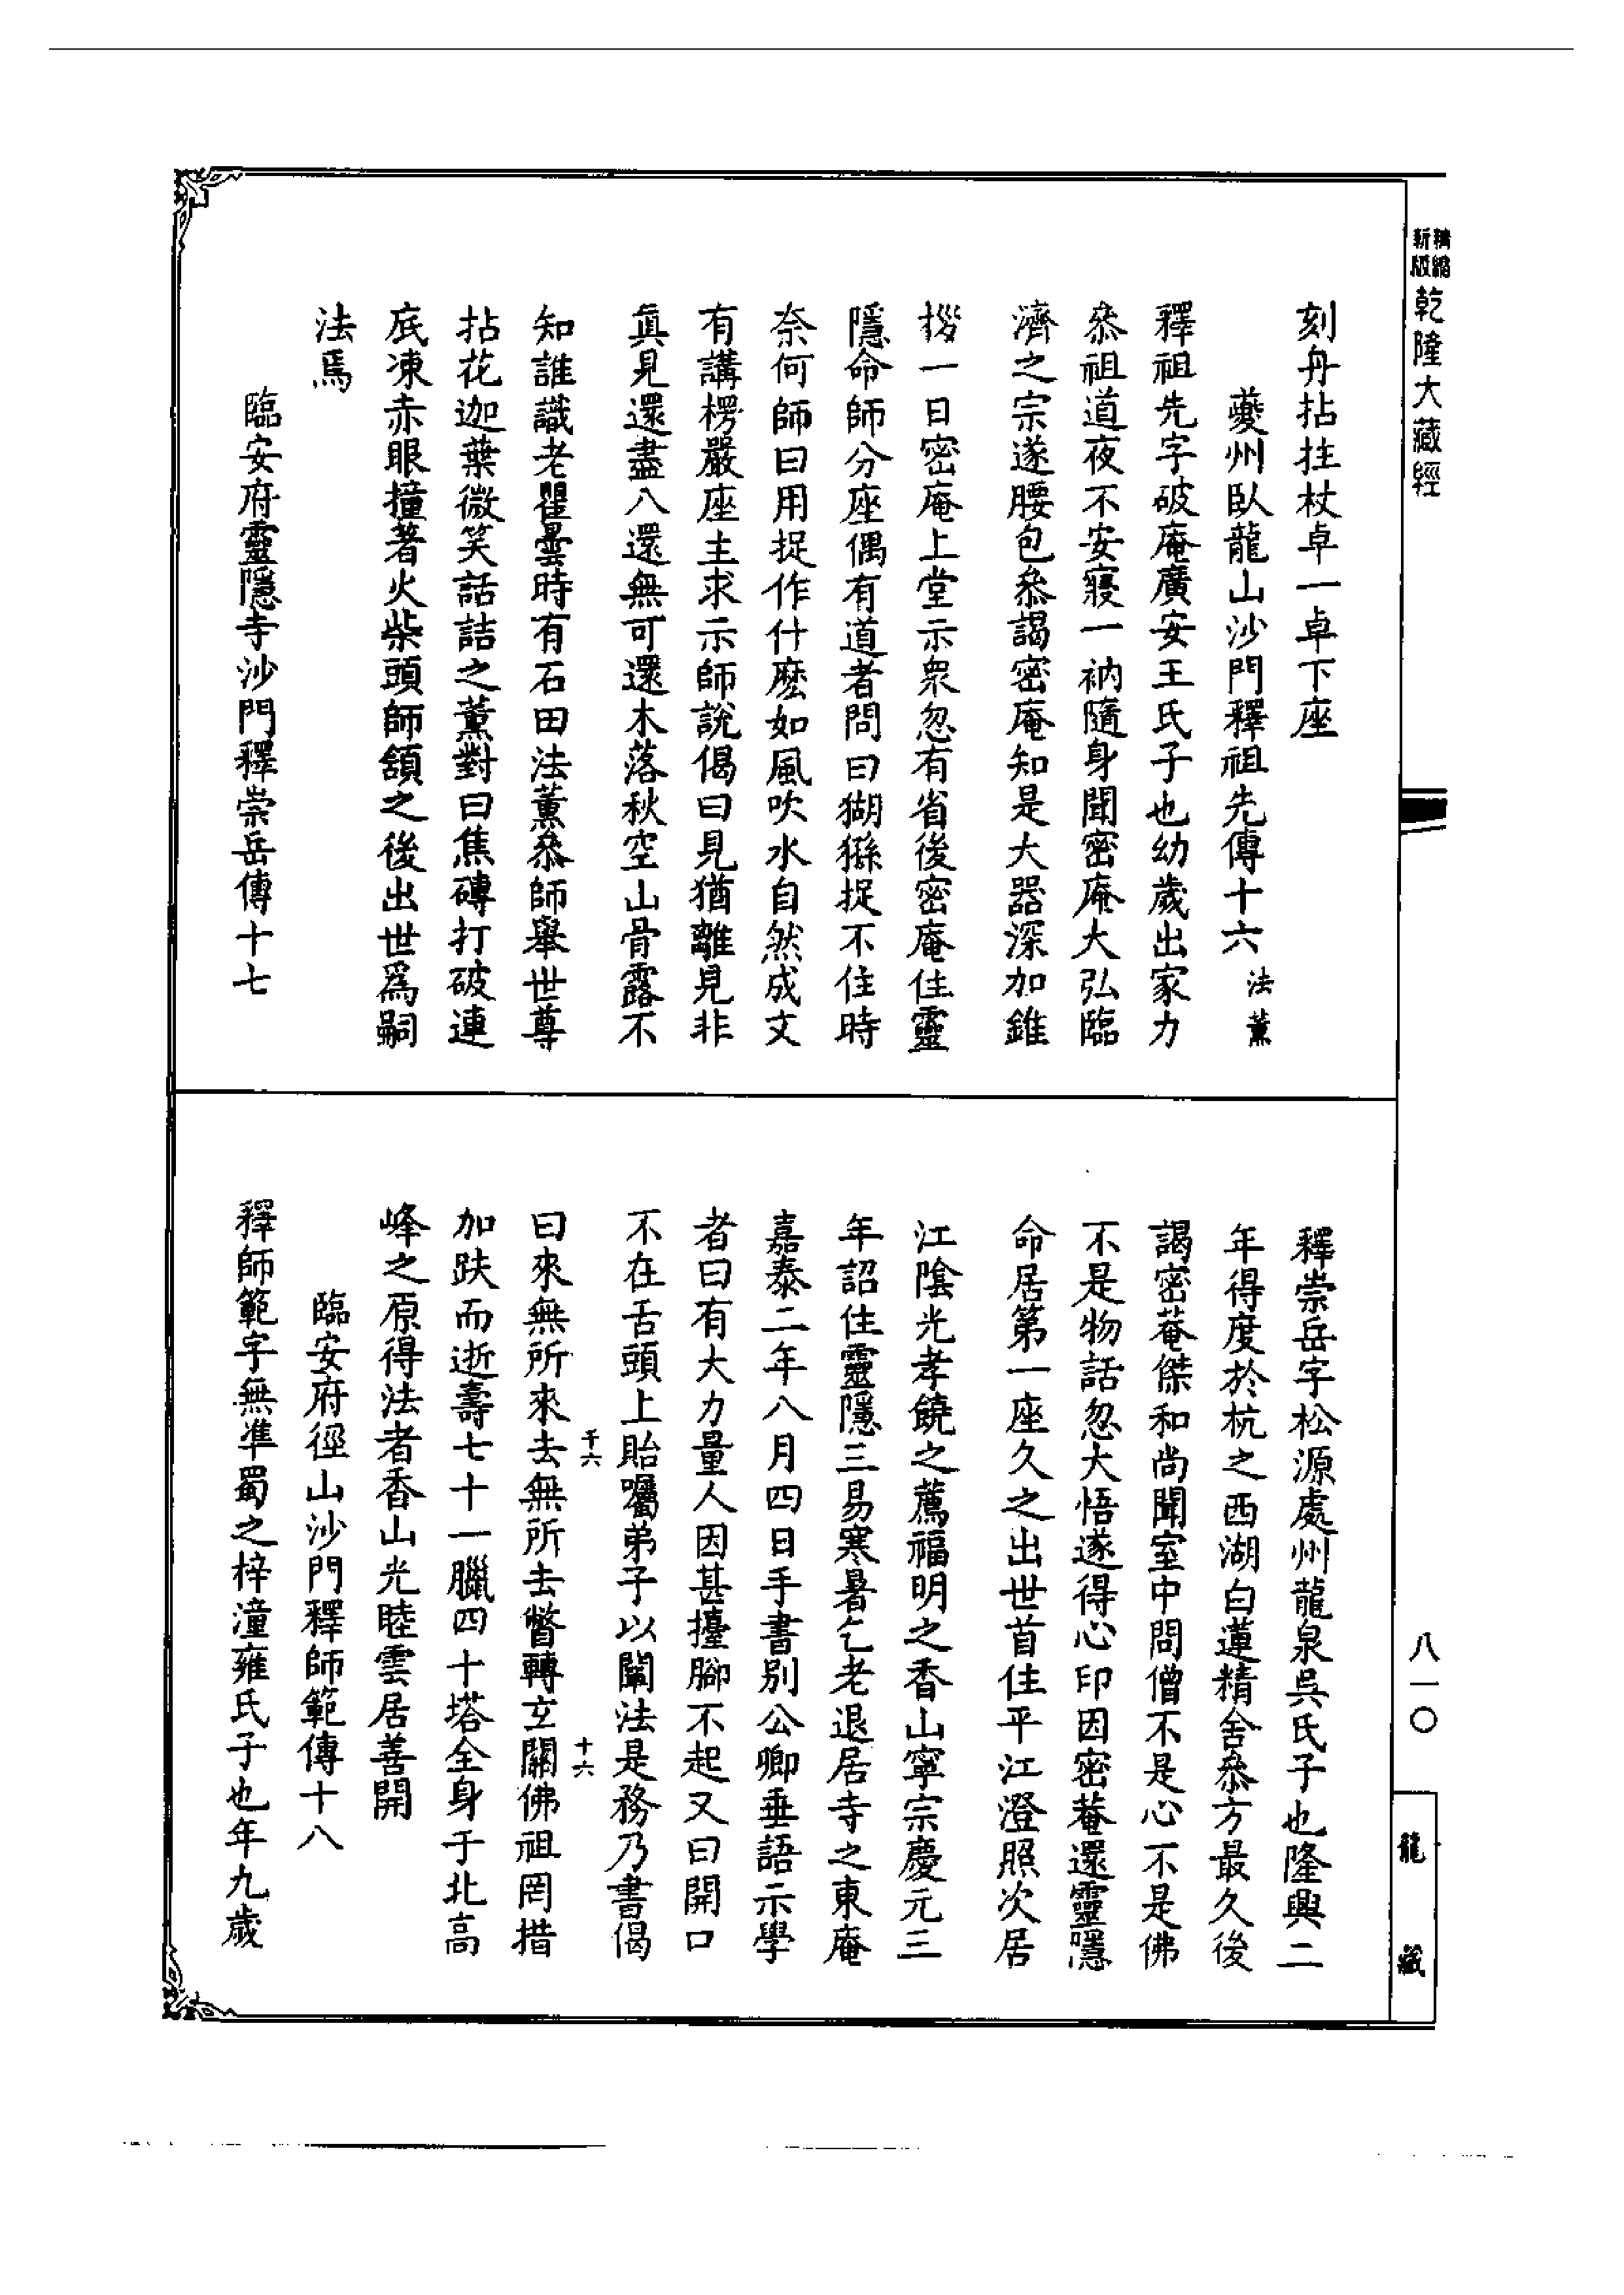 精縮新版乾隆大藏經
刻舟拈拄杖卓一卓下座
夔州臥龍山沙門釋祖先傳十六 法薰
釋祖先字破庵廣安王氏子也幼歲出家力
叅祖道夜不安寢一衲隨身聞密庵大弘臨
濟之宗遂腰包叅謁密庵知是大器深加錐
拶一日密庵上堂示衆忽有省後密庵住靈
隱命師分座偶有道者問曰猢猻捉不住時
奈何師曰用捉作什麽如風吹水自然成文
有講楞嚴座主求示師說偈曰見猶離見非
眞見還盡八還無可還木落秋空山骨露不
知誰識老瞿曇時有石田法薰叅師舉世尊
拈花迦葉微笑話詰之薰對曰焦磚打破連
底凍赤眼撞著火柴頭師頷之後出世爲嗣
法焉
臨安府靈隱寺沙門釋崇岳傳十七
釋崇岳字松源處州龍泉吳氏子也隆興二
年得度於杭之西湖白蓮精舍叅方最久後
謁密菴傑和尚聞室中問僧不是心不是佛
不是物話忽大悟遂得心印因密菴還靈隱
命居第一座久之出世首住平江澄照次居
江陰光孝饒之薦福明之香山寧宗慶元三
年詔住靈隱三易寒暑乞老退居寺之東庵
嘉泰二年八月四日手書別公卿垂語示學
者曰有大力量人因甚擡腳不起又曰開口
不在舌頭上貽囑弟子以闡法是務乃書偈
千六 十六
曰來無所來去無所去瞥轉玄關佛祖罔措
加趺而逝壽七十一臘四十塔全身于北高
峰之原得法者香山光睦雲居善開
臨安府徑山沙門釋師範傳十八
釋師範字無準蜀之梓潼雍氏子也年九歲
八一〇
龍藏